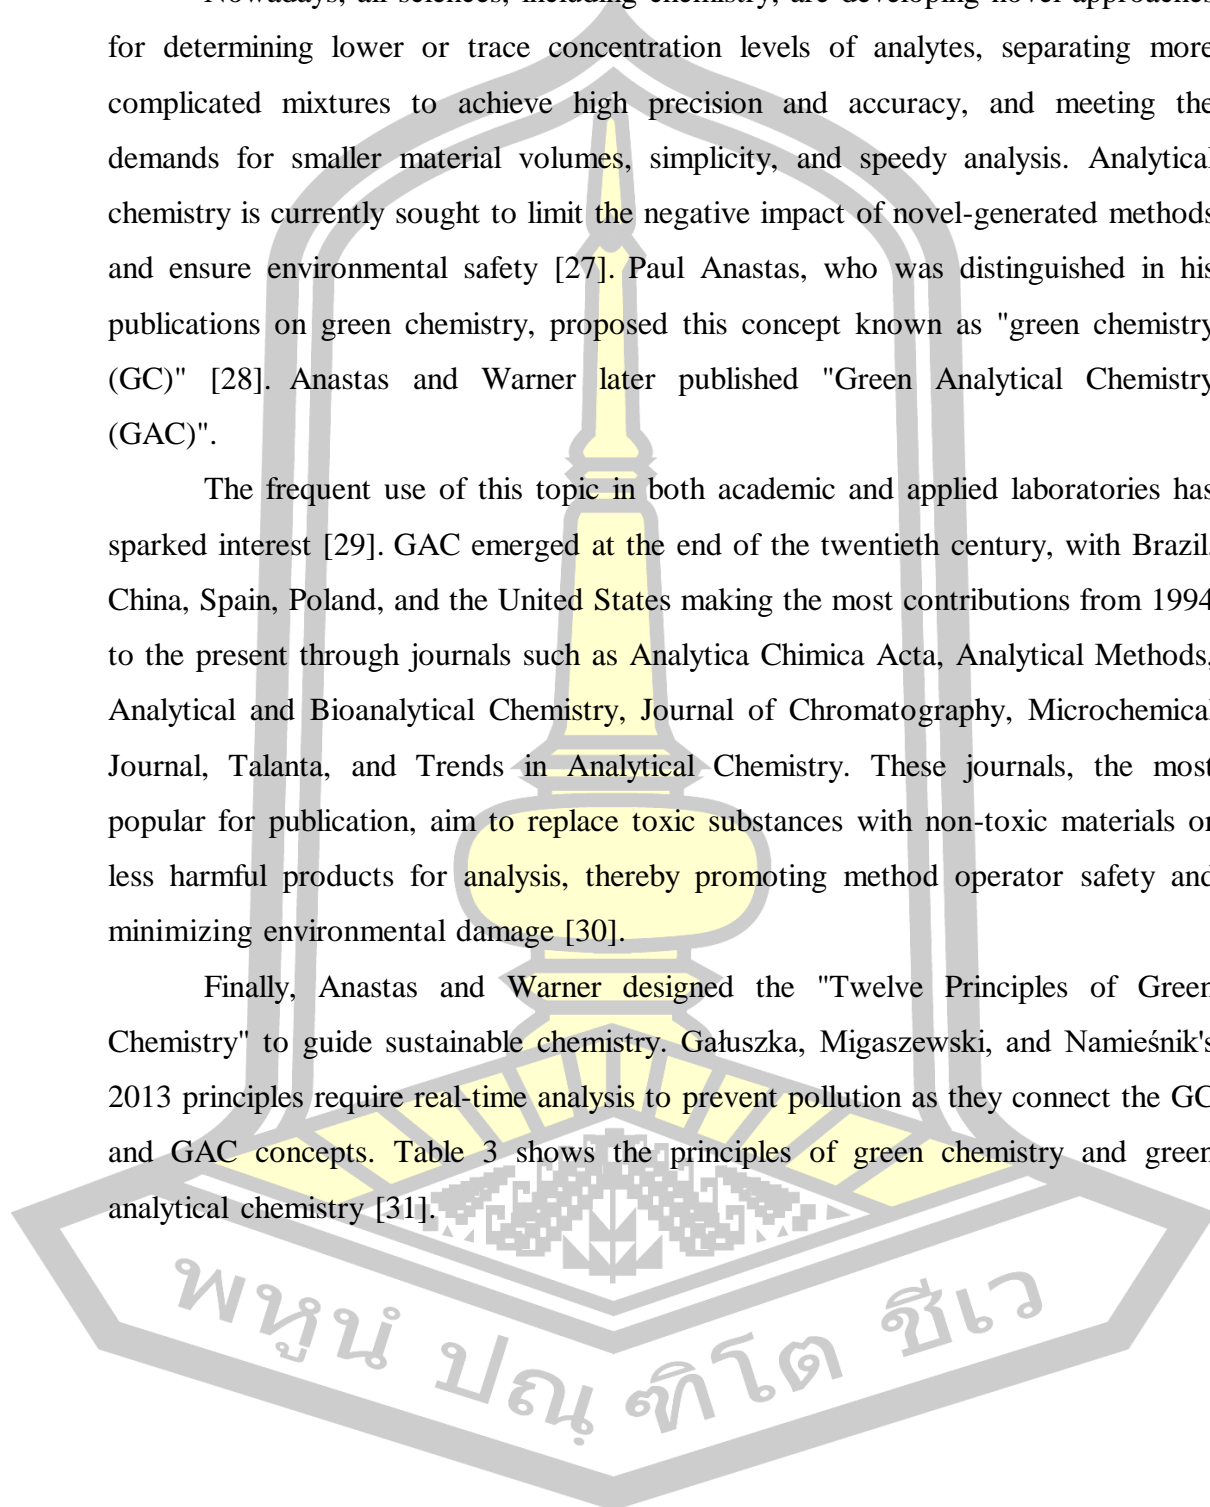 Nowadays, all sciences, including chemistry, are developing novel approaches
for determining lower or trace concentration levels of analytes, separating more
complicated mixtures to achieve high precision and accuracy, and meeting the
demands for smaller material volumes, simplicity, and speedy analysis. Analytical
chemistry is currently sought to limit the negative impact of novel-generated methods
and ensure environmental safety [27]. Paul Anastas, who was distinguished in his
publications on green chemistry, proposed this concept known as "green chemistry
(GC)" [28]. Anastas and Warner later published "Green Analytical Chemistry
(GAC)".
The frequent use of this topic in both academic and applied laboratories has
sparked interest [29]. GAC emerged at the end of the twentieth century, with Brazil,
China, Spain, Poland, and the United States making the most contributions from 1994
to the present through journals such as Analytica Chimica Acta, Analytical Methods,
Analytical and Bioanalytical Chemistry, Journal of Chromatography, Microchemical
Journal, Talanta, and Trends in Analytical Chemistry. These journals, the most
popular for publication, aim to replace toxic substances with non-toxic materials or
less harmful products for analysis, thereby promoting method operator safety and
minimizing environmental damage [30].
Finally, Anastas and Warner designed the "Twelve Principles of Green
Chemistry" to guide sustainable chemistry. Gałuszka, Migaszewski, and Namieśnik's
2013 principles require real-time analysis to prevent pollution as they connect the GC
and GAC concepts. Table 3 shows the principles of green chemistry and green
analytical chemistry [31].
พหูนํ ปณฺฑิโต ชีเว